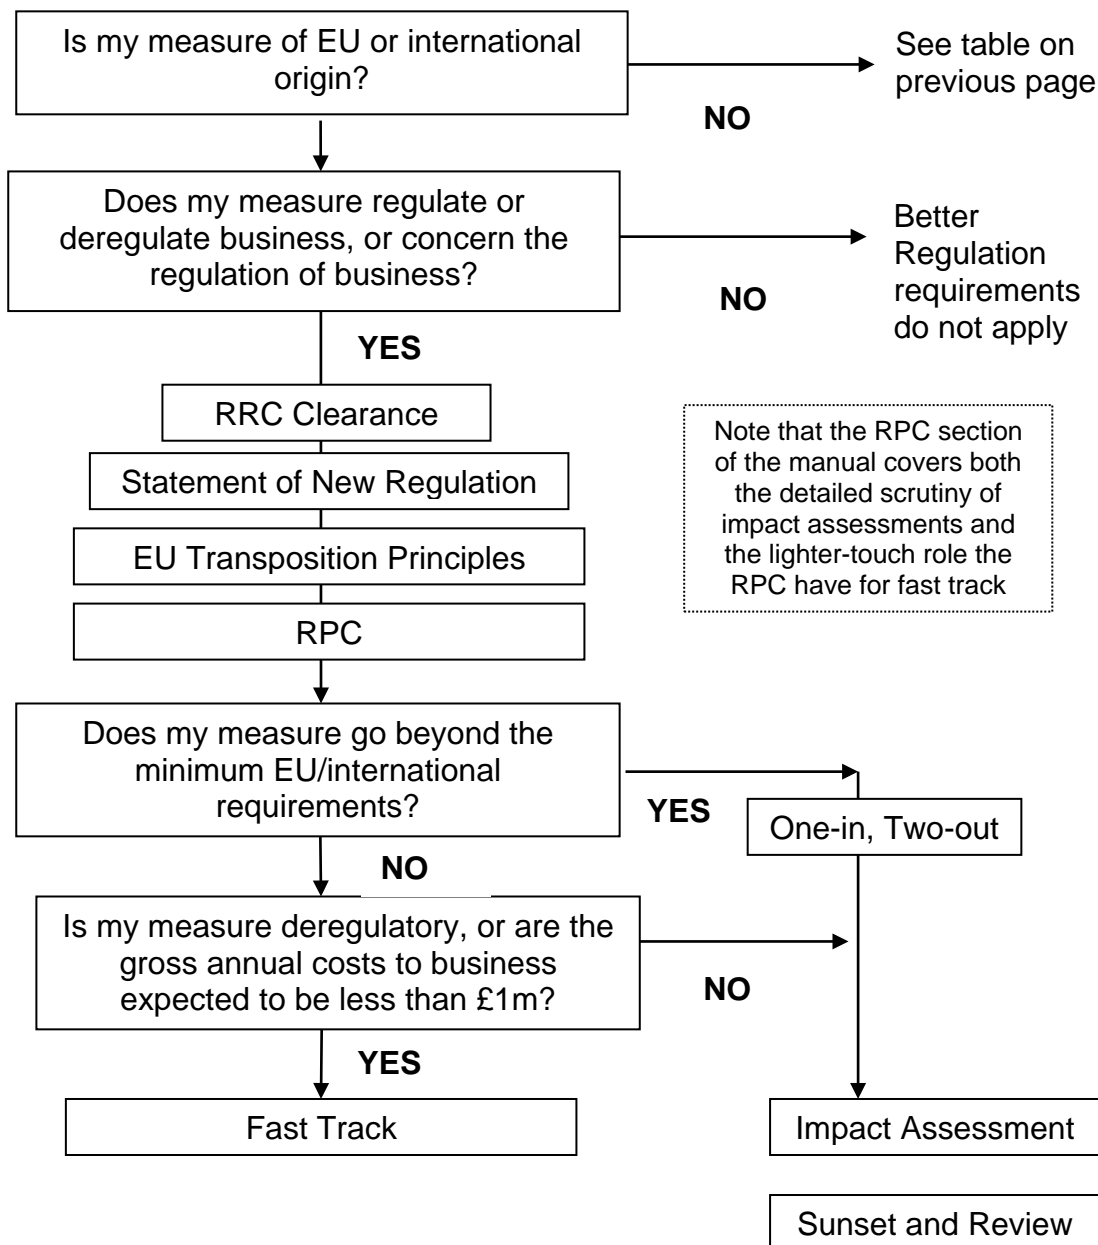 Is my measure of EU or international
origin?
See table on
previous page
NO
Does my measure regulate or
deregulate business, or concern the
regulation of business?
Better
Regulation
requirements
do not apply
NO
YES
RRC Clearance
Statement of New Regulation
EU Transposition Principles
RPC
Note that the RPC section
of the manual covers both
the detailed scrutiny of
impact assessments and
the lighter-touch role the
RPC have for fast track
Does my measure go beyond the
minimum EU/international
requirements?
YES
One-in, Two-out
NO
Is my measure deregulatory, or are the
gross annual costs to business
expected to be less than £1m?
NO
YES
Fast Track
Impact Assessment
Sunset and Review